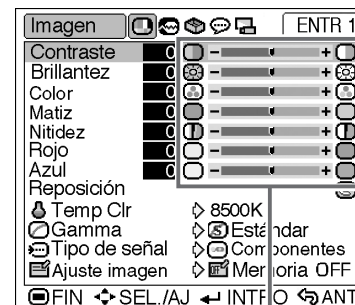 Imagen ENTR 1
Contraste 0 - +
Brillantez 0 - +
Color 0 - +
Matiz 0 - +
Nitidez 0 - +
Rojo 0 - +
Azul 0 - +
Reposición
Temp Clr 8500K
Gamma Estándar
Tipo de señal Componentes
Ajuste imagen Memoria OFF
FIN SEL./AJ INTRO ANT